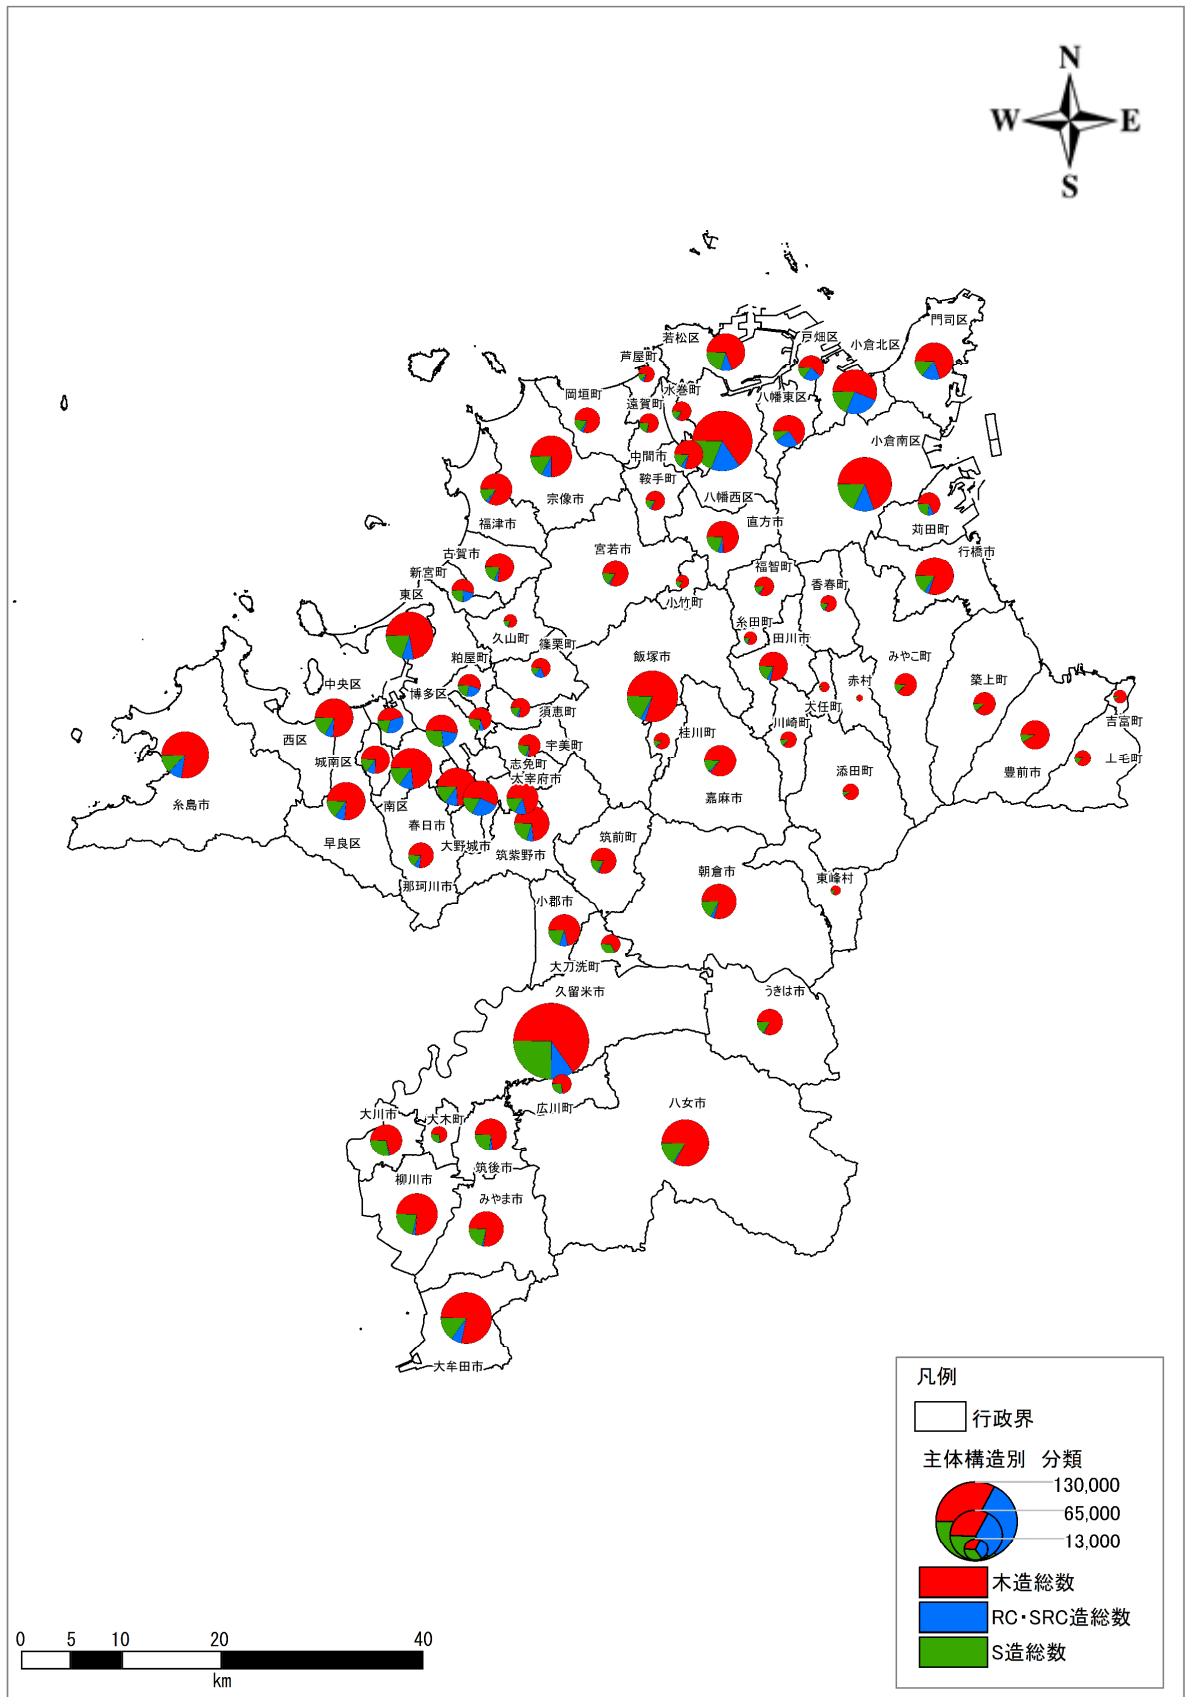 N
W E
S
門司区
若松区
戸畑区
小倉北区
芦屋町
岡垣町
遠賀町
水巻町
八幡東区
小倉南区
中間市
鞍手町
宗像市
八幡西区
福津市
直方市
苅田町
古賀市
宮若市
行橋市
新宮町
福智町
香春町
東区
小竹町
糸田町
久山町
篠栗町
田川市
粕屋町
飯塚市
みやこ町
中央区
博多区
赤村
築上町
大任町
須恵町
吉富町
西区
川崎町
桂川町
宇美町
城南区
志免町
上毛町
太宰府市
添田町
豊前市
糸島市
南区
嘉麻市
春日市
早良区
大野城市
筑紫野市
筑前町
那珂川市
朝倉市
東峰村
小郡市
大刀洗町
久留米市
うきは市
広川町
八女市
大川市
大木町
筑後市
柳川市
みやま市
大牟田市
凡例
行政界
主体構造別 分類
130,000
65,000
13,000
木造総数
RC・SRC造総数
S造総数
0 5 10 20 40
km